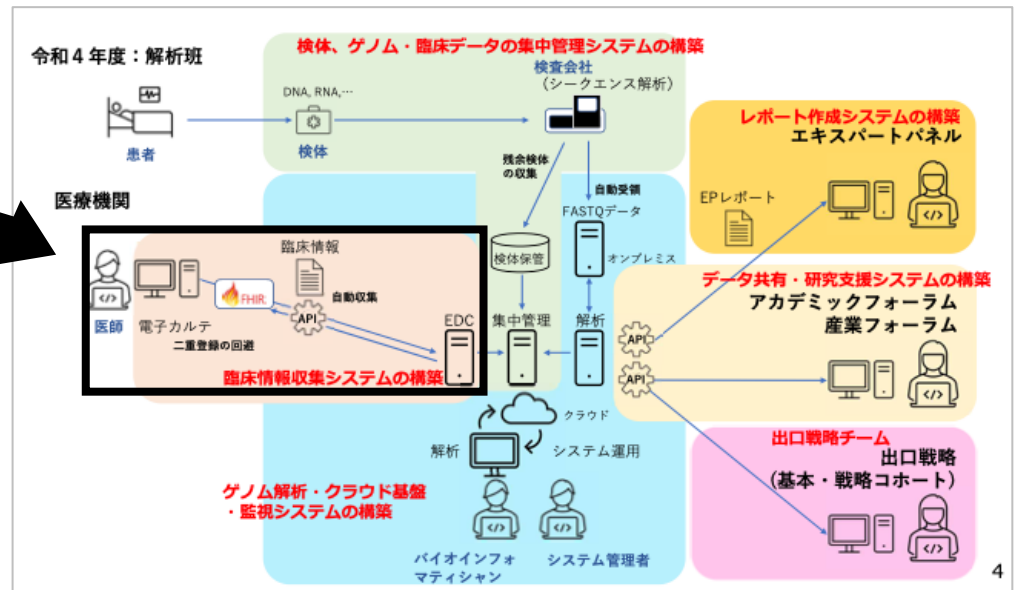 令和４年度：解析班
検体、ゲノム・臨床データの集中管理システムの構築
検査会社
（シークエンス解析）
DNA, RNA,…
患者
検体
残余検体
の収集
自動受領
FASTQデータ
オンプレミス
検体保管
医療機関
臨床情報
FHIR
自動収集
API
医師
電子カルテ
二重登録の回避
EDC
臨床情報収集システムの構築
集中管理
解析
API
API
クラウド
解析
システム運用
ゲノム解析・クラウド基盤
・監視システムの構築
バイオインフォ
マティシャン
システム管理者
レポート作成システムの構築
エキスパートパネル
EPレポート
データ共有・研究支援システムの構築
アカデミックフォーラム
産業フォーラム
出口戦略チーム
出口戦略
（基本・戦略コホート）
4